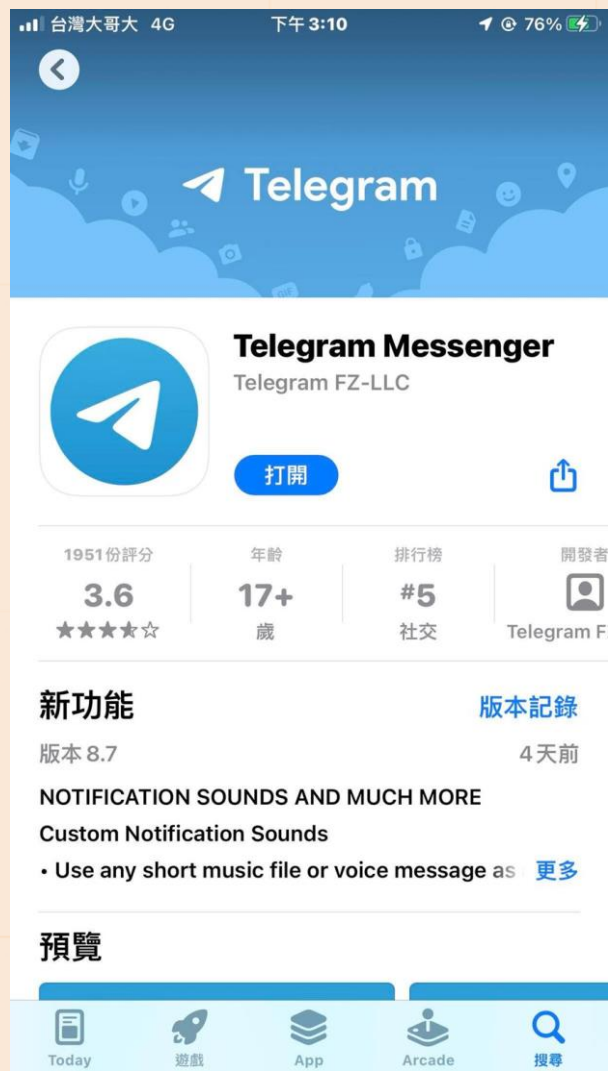 台灣大哥大 4G 下午 3:10 76%
Telegram
Telegram Messenger
Telegram FZ-LLC
打開
1951份評分 年齡 排行榜 開發者
3.6 17+ #5
歲 社交 Telegram F
新功能 版本記錄
版本 8.7 4 天前
NOTIFICATION SOUNDS AND MUCH MORE
Custom Notification Sounds
• Use any short music file or voice message as 更多
預覽
Today 遊戲 App Arcade 搜尋